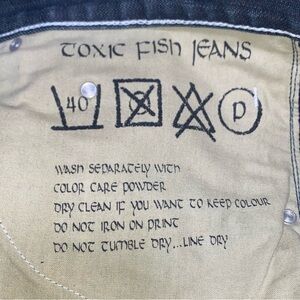 TOXIC FISH JEANS
40 P
WASH SEPARATELY WITH
COLOR CARE POWDER
DRY CLEAN IF YOU WANT TO KEEP COLOUR
DO NOT IRON ON PRINT
DO NOT TUMBLE DRY...LINE DRY